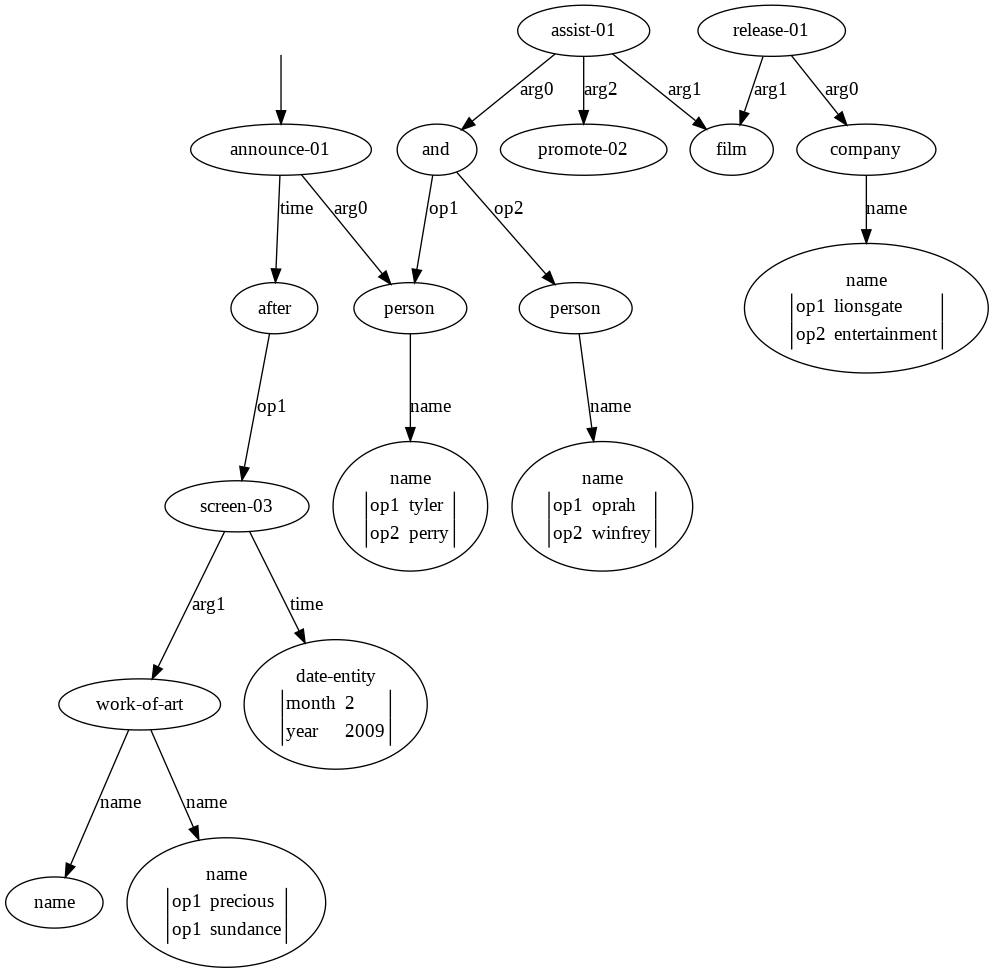 assist-01
release-01
arg0
arg2
arg1
arg1
arg0
announce-01
and
promote-02
film
company
time
arg0
op1
op2
name
after
person
person
name
op1 lionsgate
op2 entertainment
op1
name
name
screen-03
name
op1 tyler
op2 perry
name
op1 oprah
op2 winfrey
arg1
time
work-of-art
date-entity
month 2
year 2009
name
name
name
name
op1 precious
op1 sundance